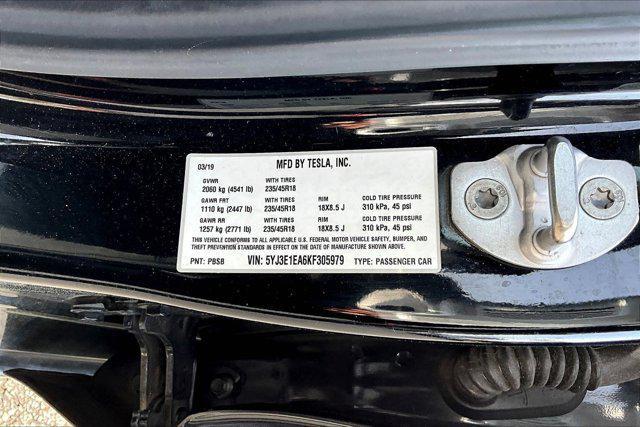 03/19 MFD BY TESLA, INC.
GVWR WITH TIRES
2060 kg (4541 lb) 235/45R18
GAWR FRT WITH TIRES RIM COLD TIRE PRESSURE
1110 kg (2447 lb) 235/45R18 18X8.5 J 310 kPa, 45 psi
GAWR RR WITH TIRES RIM COLD TIRE PRESSURE
1257 kg (2771 lb) 235/45R18 18X8.5 J 310 kPa, 45 psi
THIS VEHICLE CONFORMS TO ALL APPLICABLE U.S. FEDERAL MOTOR VEHICLE SAFETY, BUMPER, AND
THEFT PREVENTION STANDARDS IN EFFECT ON THE DATE OF MANUFACTURE SHOWN ABOVE.
PNT: PBSB VIN: 5YJ3E1EA6KF305979 TYPE: PASSENGER CAR